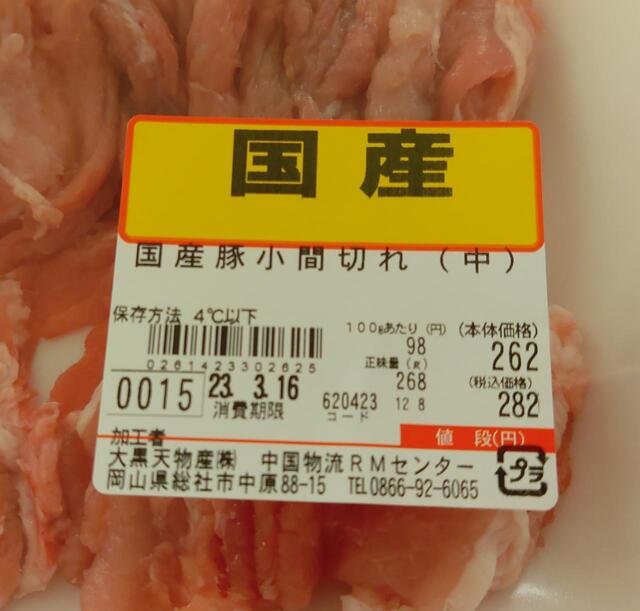 国産
国産豚小間切れ（中）
保存方法 4℃以下
0261423302625
100gあたり(円) (本体価格)
98 262
正味量(g) (税込価格)
268 282
0015 23. 3.16
消費期限
620423 12 8
コード
値 段(円)
加工者
大黒天物産㈱ 中国物流RMセンター
岡山県総社市中原88-15 TEL0866-92-6065
プラ